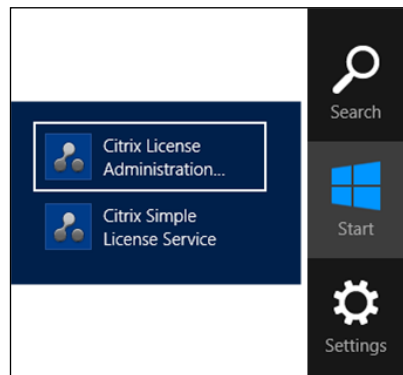 Citrix License
Administration...
Citrix Simple
License Service
Search
Start
Settings